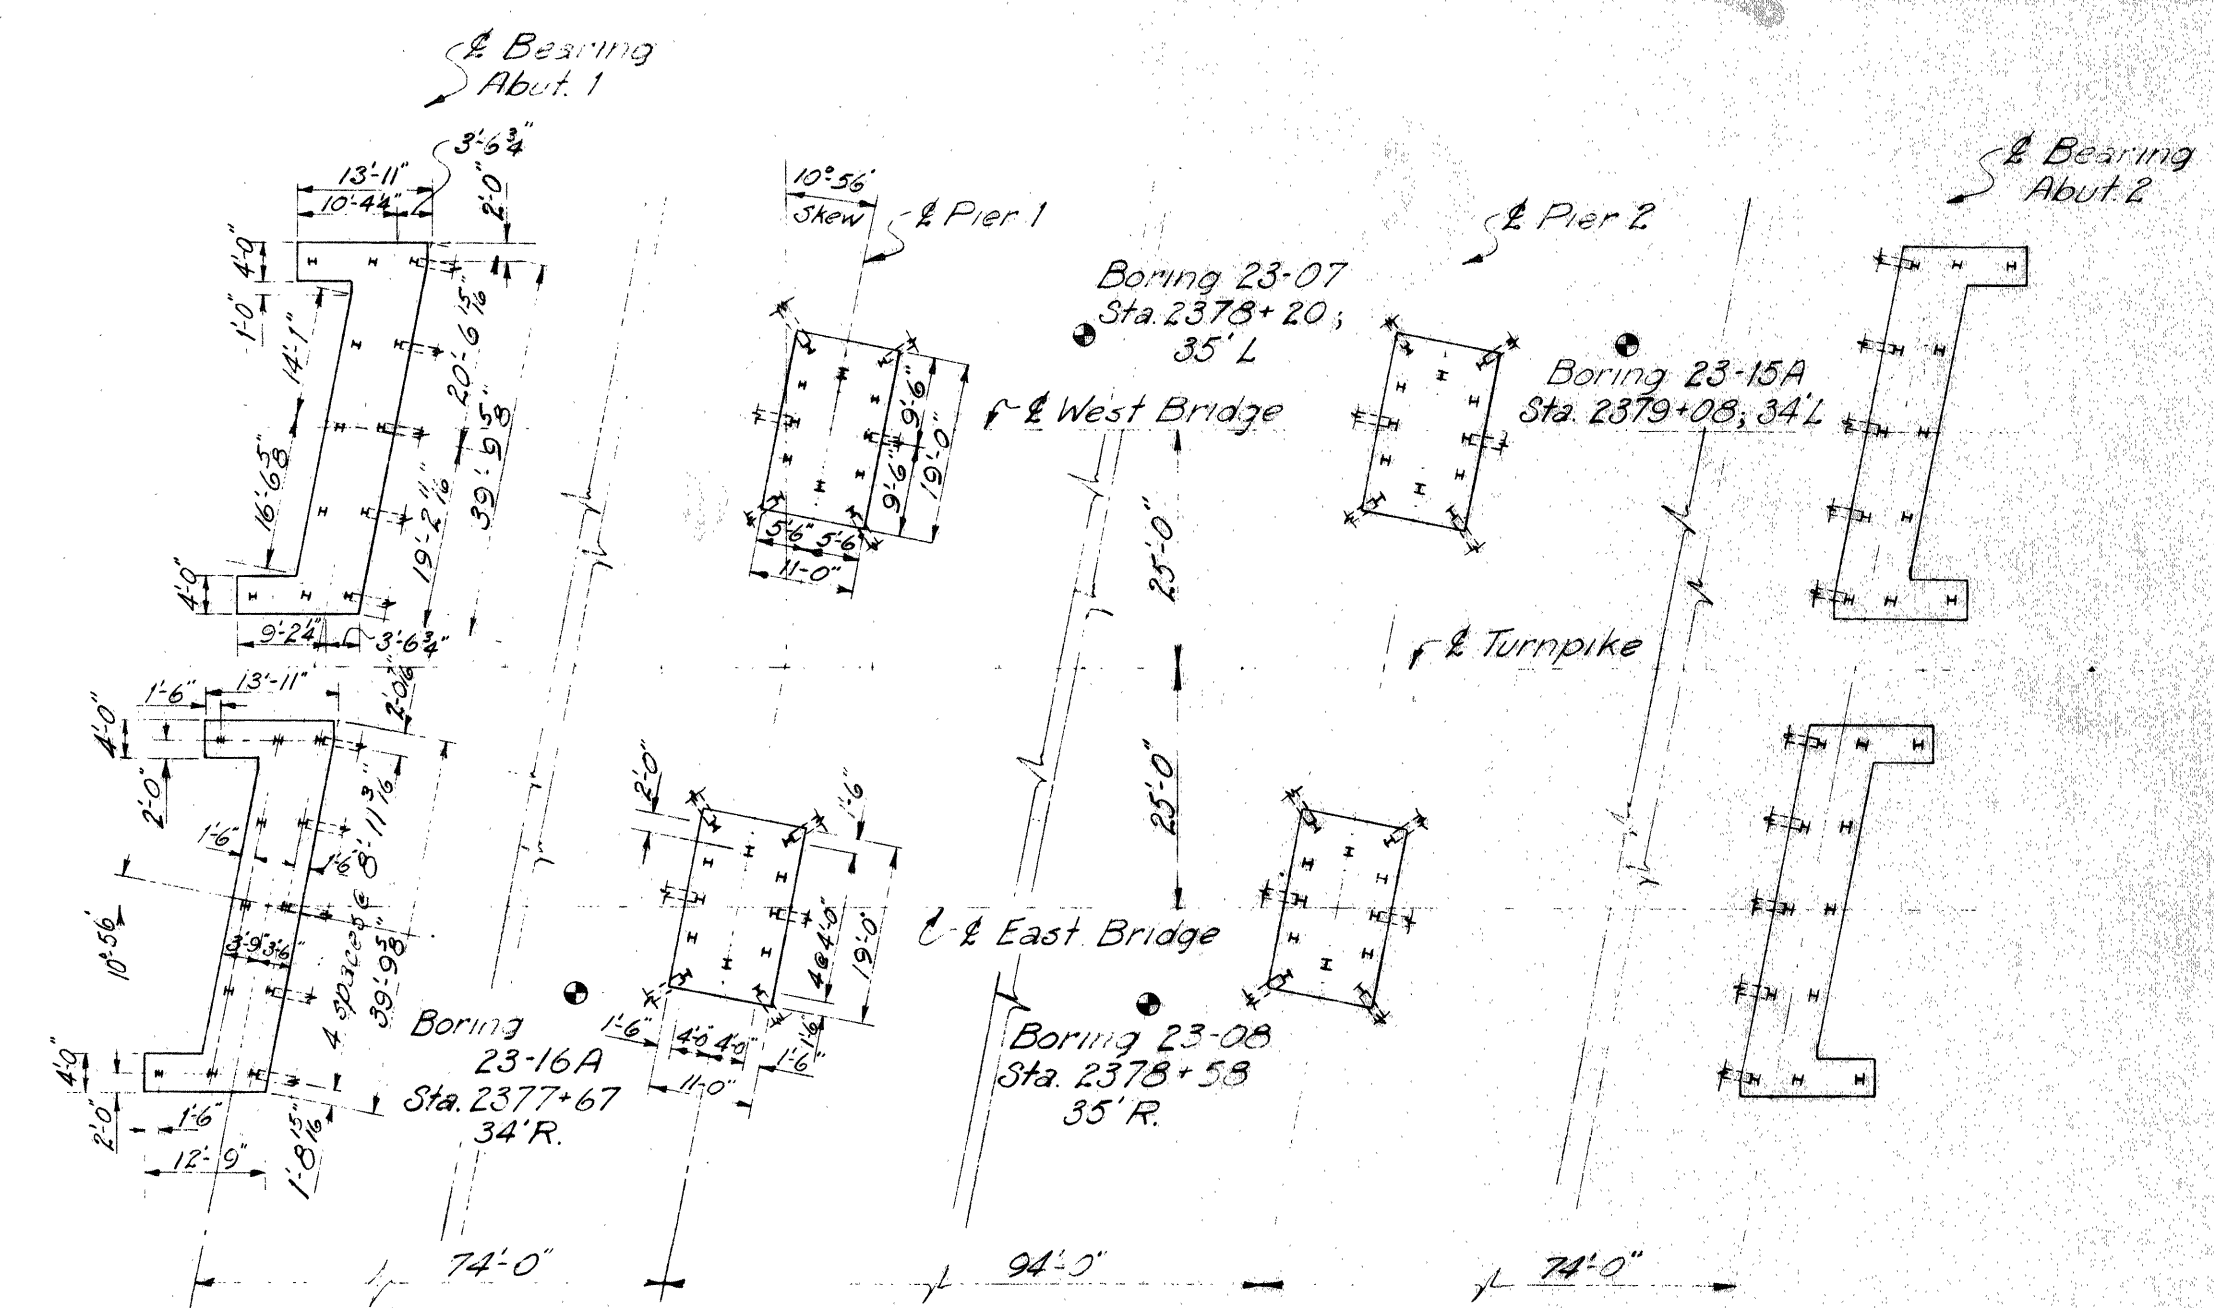 ℄ Bearing
Abut. 1
3'-6¾"
13'-11"
10'-4¼"
2'-0"
4'-0"
1'-0"
14'-1"
16'-6⅝"
20'-6 15/16"
39'-9⅝"
19'-2 11/16"
4'-0"
9'-2¼"
3'-6¾"
10°-56'
Skew
℄ Pier 1
9'-6"
9'-6"
19'-0"
5'-6" 5'-6"
11'-0"
Boring 23-07
Sta. 2378+20;
35' L
℄ West Bridge
25'-0"
25'-0"
℄ Pier 2
Boring 23-15A
Sta. 2379+08; 34' L
℄ Bearing
Abut. 2
℄ Turnpike
1'-6"
13'-11"
4'-0"
2'-0"
1'-6"
1'-6"
10°-56'
3'-9" 3'-6"
4 spaces @ 8'-11 3/16"
39'-9⅝"
4'-0"
2'-0"
1'-6"
12'-9"
1'-8 15/16"
2'-0"
1'-6"
4@4'-0"
19'-0"
1'-6"
4'-0" 4'-0"
1'-6"
1'-6"
11'-0"
℄ East Bridge
Boring
23-16A
Sta. 2377+67
34' R.
Boring 23-08
Sta. 2378+58
35' R.
74'-0"
94'-0"
74'-0"